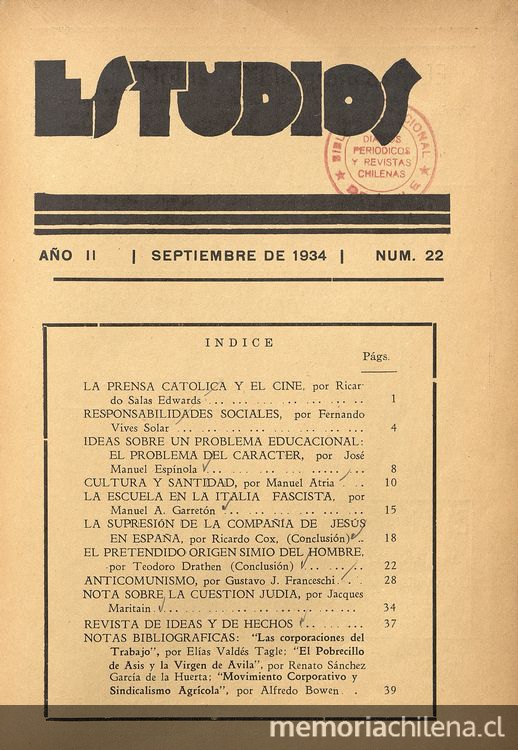 ESTUDIOS
BIBLIOTECA NACIONAL
DIARIOS
PERIODICOS
Y REVISTAS
CHILENAS
AÑO II | SEPTIEMBRE DE 1934 | NUM. 22
INDICE
Págs.
LA PRENSA CATOLICA Y EL CINE, por Ricar-
do Salas Edwards .. ... ... ... ... ... ... 1
RESPONSABILIDADES SOCIALES, por Fernando
Vives Solar ... ... ... ... ... ... ... 4
IDEAS SOBRE UN PROBLEMA EDUCACIONAL:
EL PROBLEMA DEL CARACTER, por José
Manuel Espínola ... ... ... ... ... ... 8
CULTURA Y SANTIDAD, por Manuel Atria .. .. 10
LA ESCUELA EN LA ITALIA FASCISTA, por
Manuel A. Garretón ... ... ... ... ... 15
LA SUPRESIÓN DE LA COMPAÑIA DE JESÚS
EN ESPAÑA, por Ricardo Cox, (Conclusión) .. 18
EL PRETENDIDO ORIGEN SIMIO DEL HOMBRE.
por Teodoro Drathen (Conclusión) ... ... ... 22
ANTICOMUNISMO, por Gustavo J. Franceschi .. ... 28
NOTA SOBRE LA CUESTION JUDIA, por Jacques
Maritain ... ... ... ... ... ... ... 34
REVISTA DE IDEAS Y DE HECHOS ... ... ... 37
NOTAS BIBLIOGRAFICAS: "Las corporaciones del
Trabajo", por Elías Valdés Tagle; "El Pobrecillo
de Asis y la Virgen de Avila", por Renato Sánchez
García de la Huerta; "Movimiento Corporativo y
Sindicalismo Agrícola", por Alfredo Bowen . 39
memoriachilena.cl